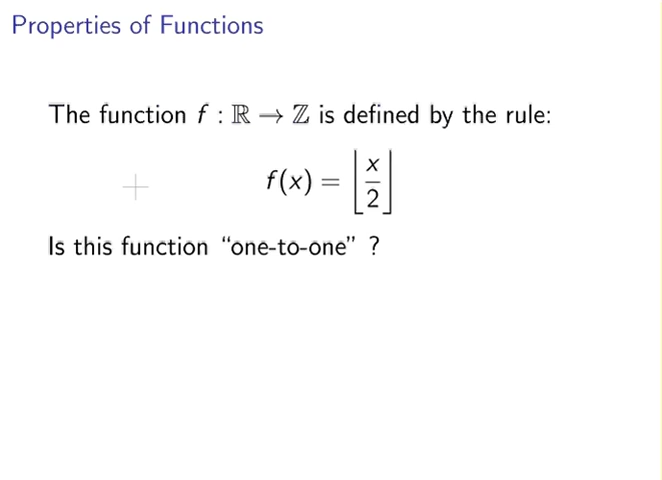 Properties of Functions
The function f : ℝ → ℤ is defined by the rule:
f(x) = ⌊x/2⌋
Is this function “one-to-one” ?